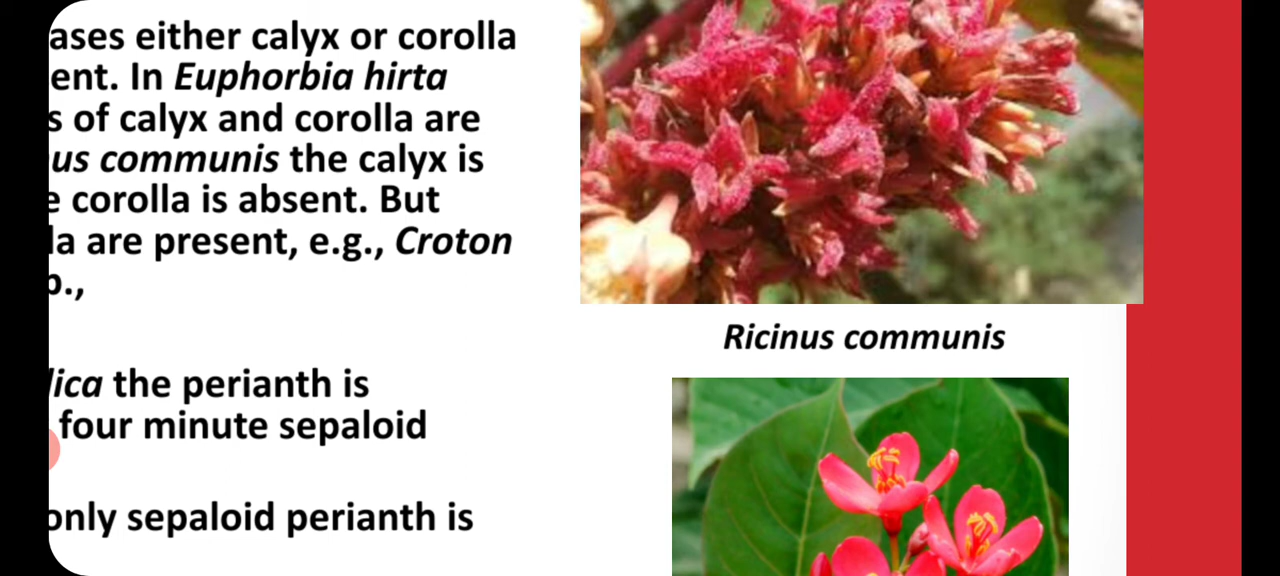 ases either calyx or corolla
ent. In Euphorbia hirta
s of calyx and corolla are
us communis the calyx is
e corolla is absent. But
la are present, e.g., Croton
p.,
lica the perianth is
four minute sepaloid
only sepaloid perianth is
Ricinus communis